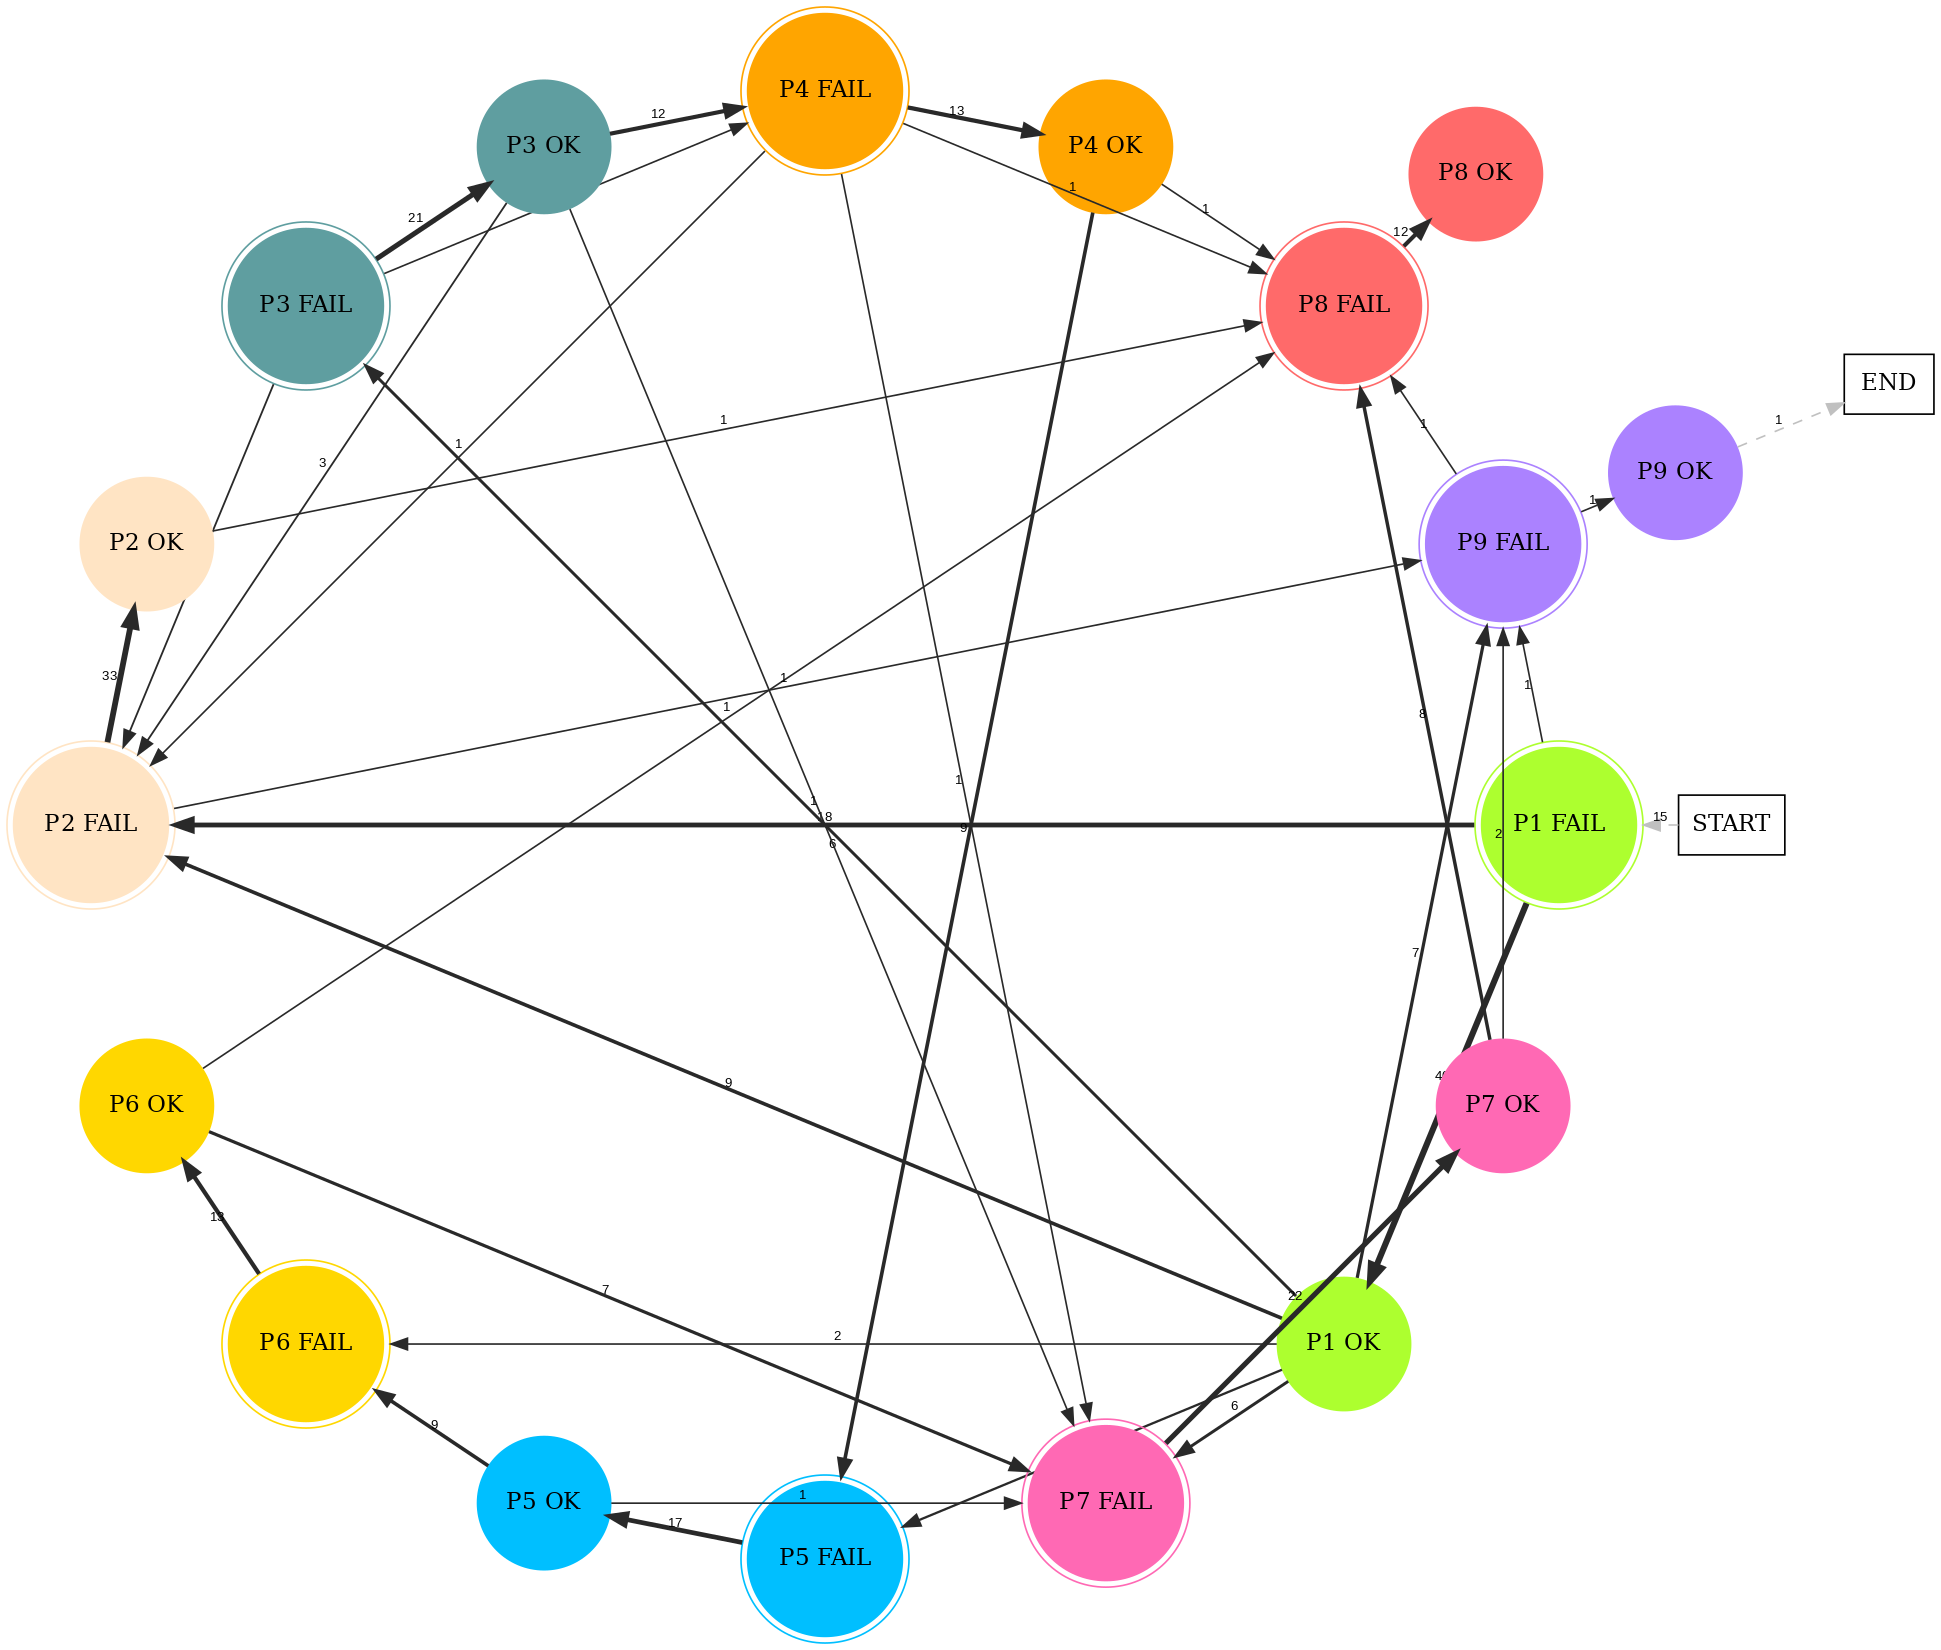 P4 FAIL
P3 OK
12
13
P4 OK
P8 OK
1
21
1
12
P3 FAIL
P8 FAIL
END
1
1
1
3
1
P9 OK
1
P2 OK
P9 FAIL
33
1
1
1
8
1
1
15
P2 FAIL
8
9
2
P1 FAIL
START
6
7
9
P6 OK
P7 OK
13
7
22
2
P6 FAIL
P1 OK
6
9
1
P5 OK
P7 FAIL
17
P5 FAIL